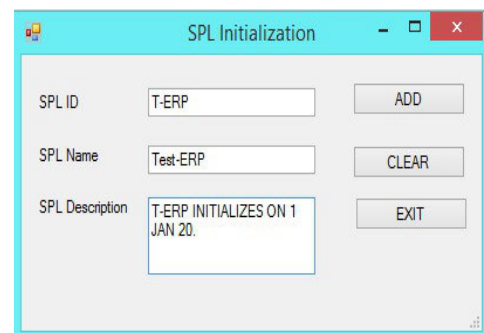 SPL Initialization
SPL ID
T-ERP
ADD
SPL Name
Test-ERP
CLEAR
SPL Description
T-ERP INITIALIZES ON 1
JAN 20.
EXIT